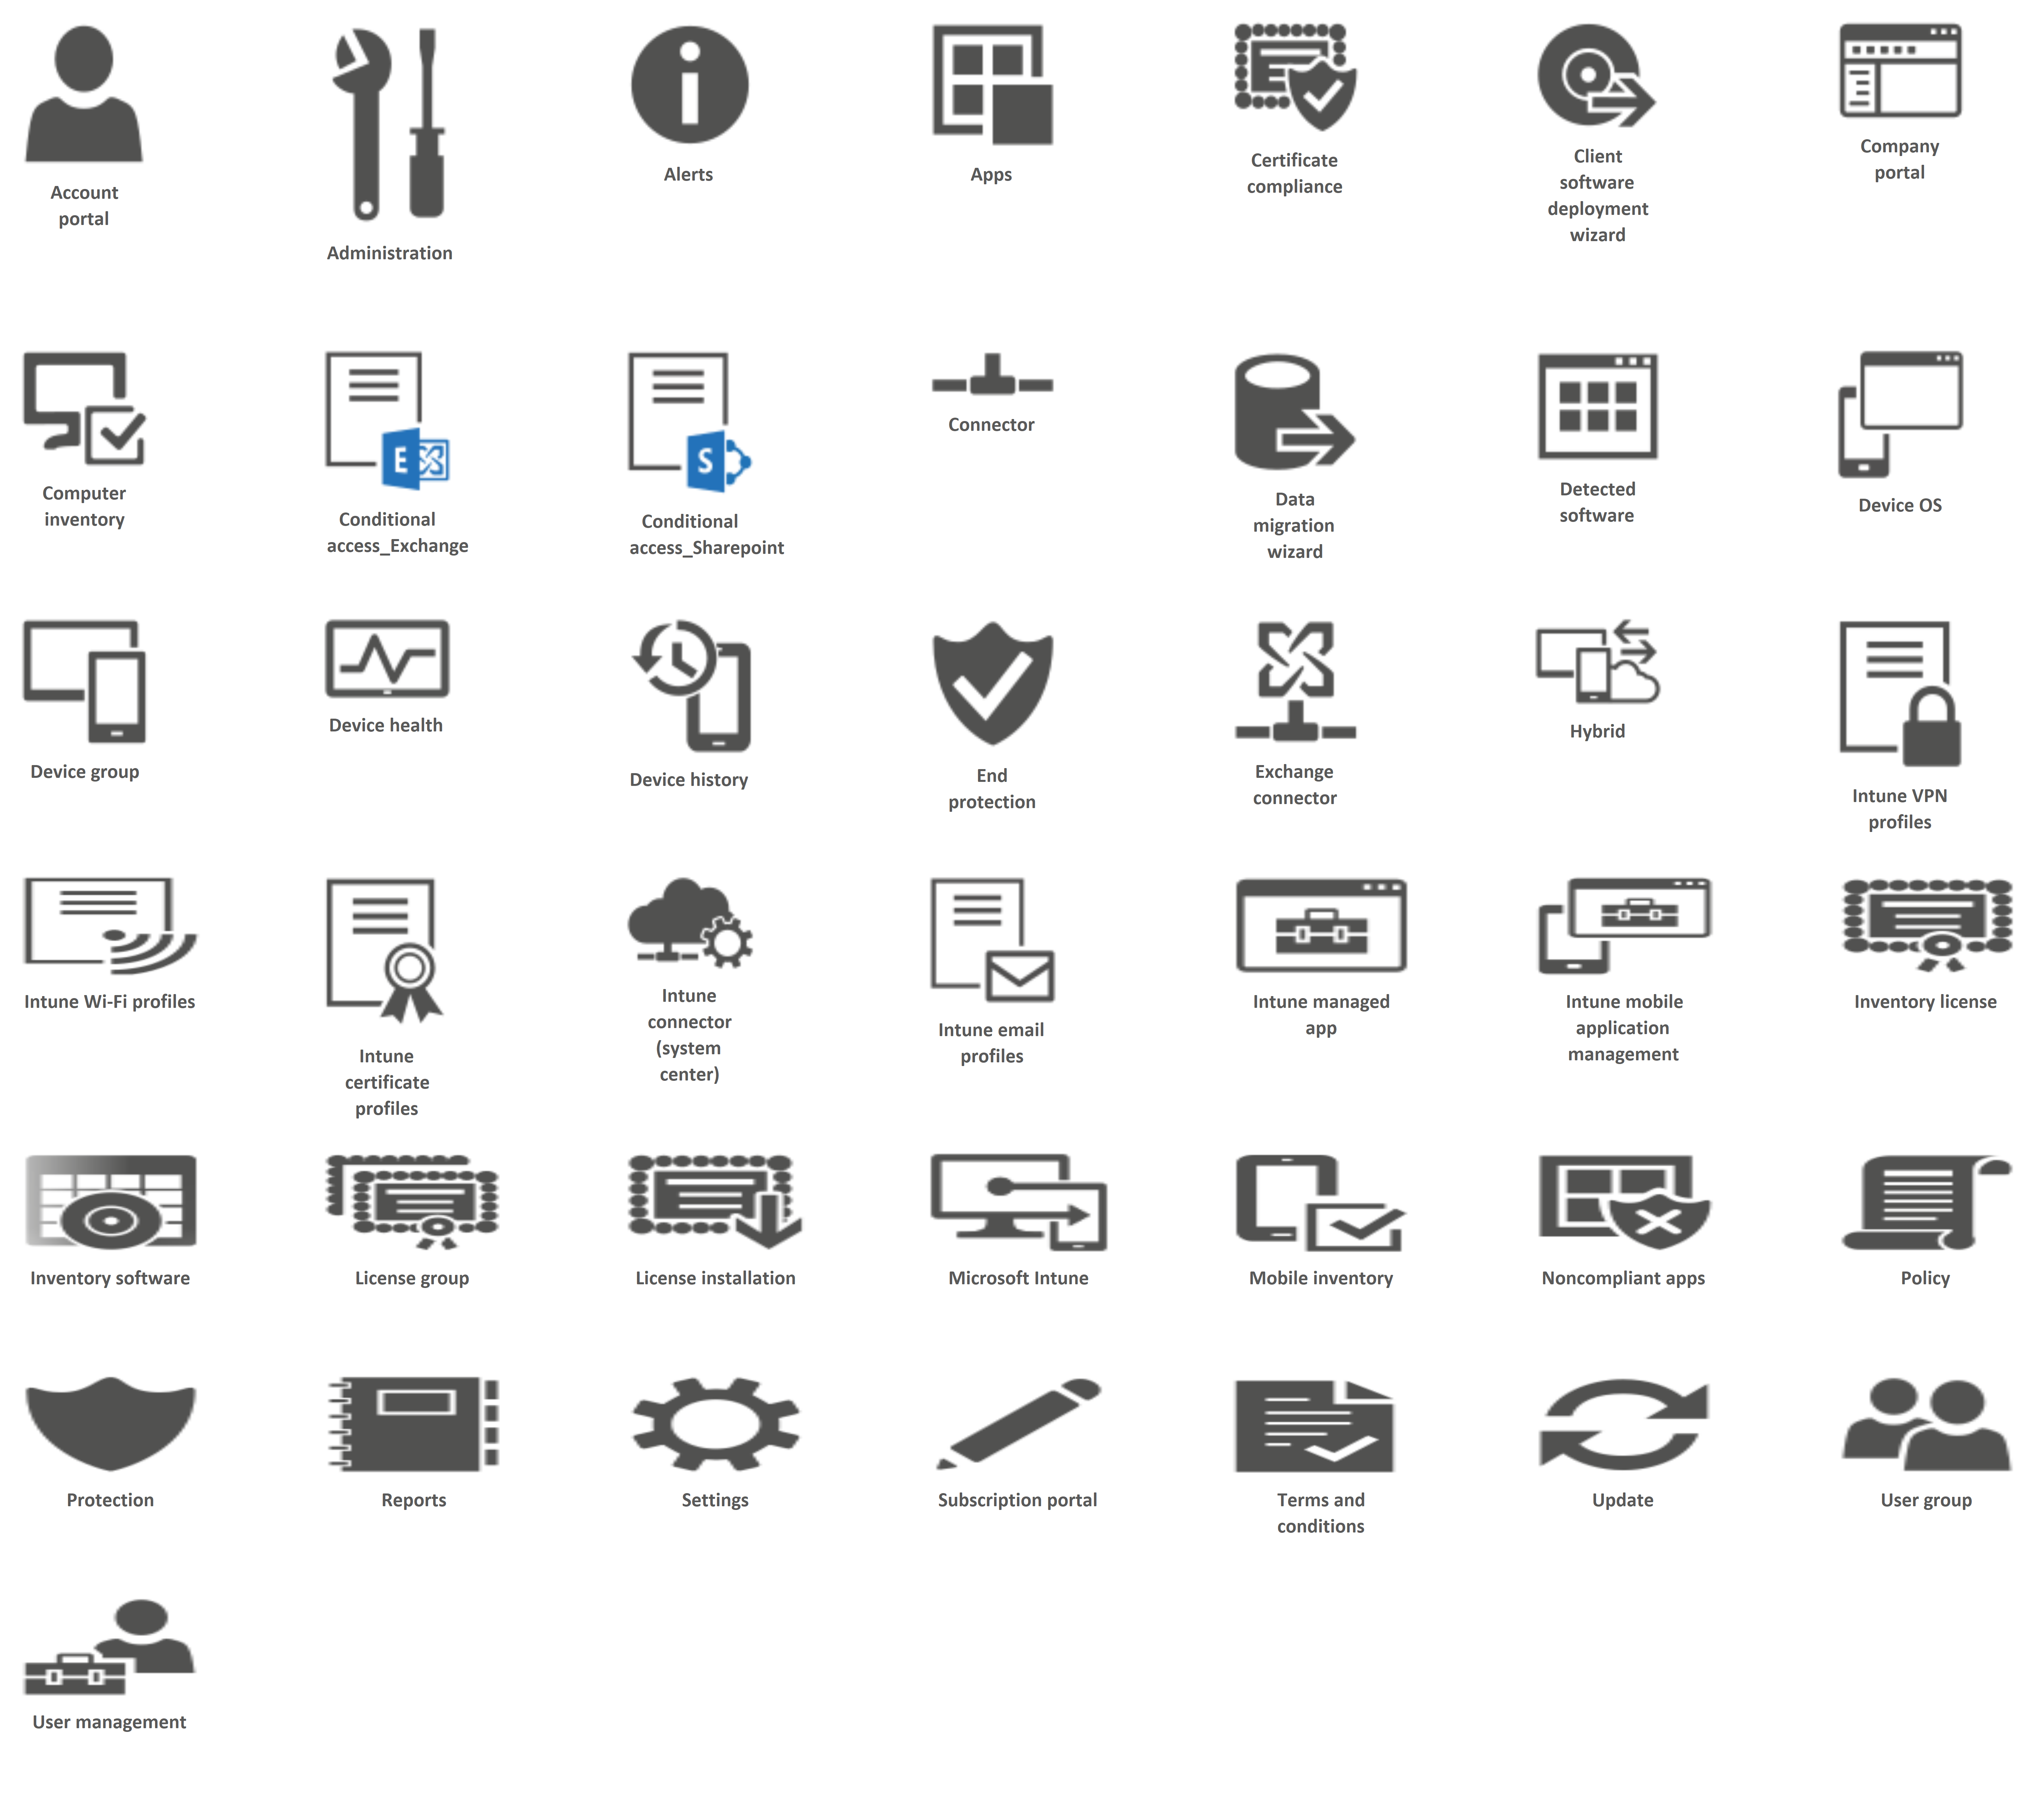 Account
portal
Administration
Alerts
Apps
Certificate
compliance
Client
software
deployment
wizard
Company
portal
Computer
inventory
E
Conditional
access_Exchange
S
Conditional
access_Sharepoint
Connector
Data
migration
wizard
Detected
software
Device OS
Device group
Device health
Device history
End
protection
Exchange
connector
Hybrid
Intune VPN
profiles
Intune Wi-Fi profiles
Intune
certificate
profiles
Intune
connector
(system
center)
Intune email
profiles
Intune managed
app
Intune mobile
application
management
Inventory license
Inventory software
License group
License installation
Microsoft Intune
Mobile inventory
Noncompliant apps
Policy
Protection
Reports
Settings
Subscription portal
Terms and
conditions
Update
User group
User management